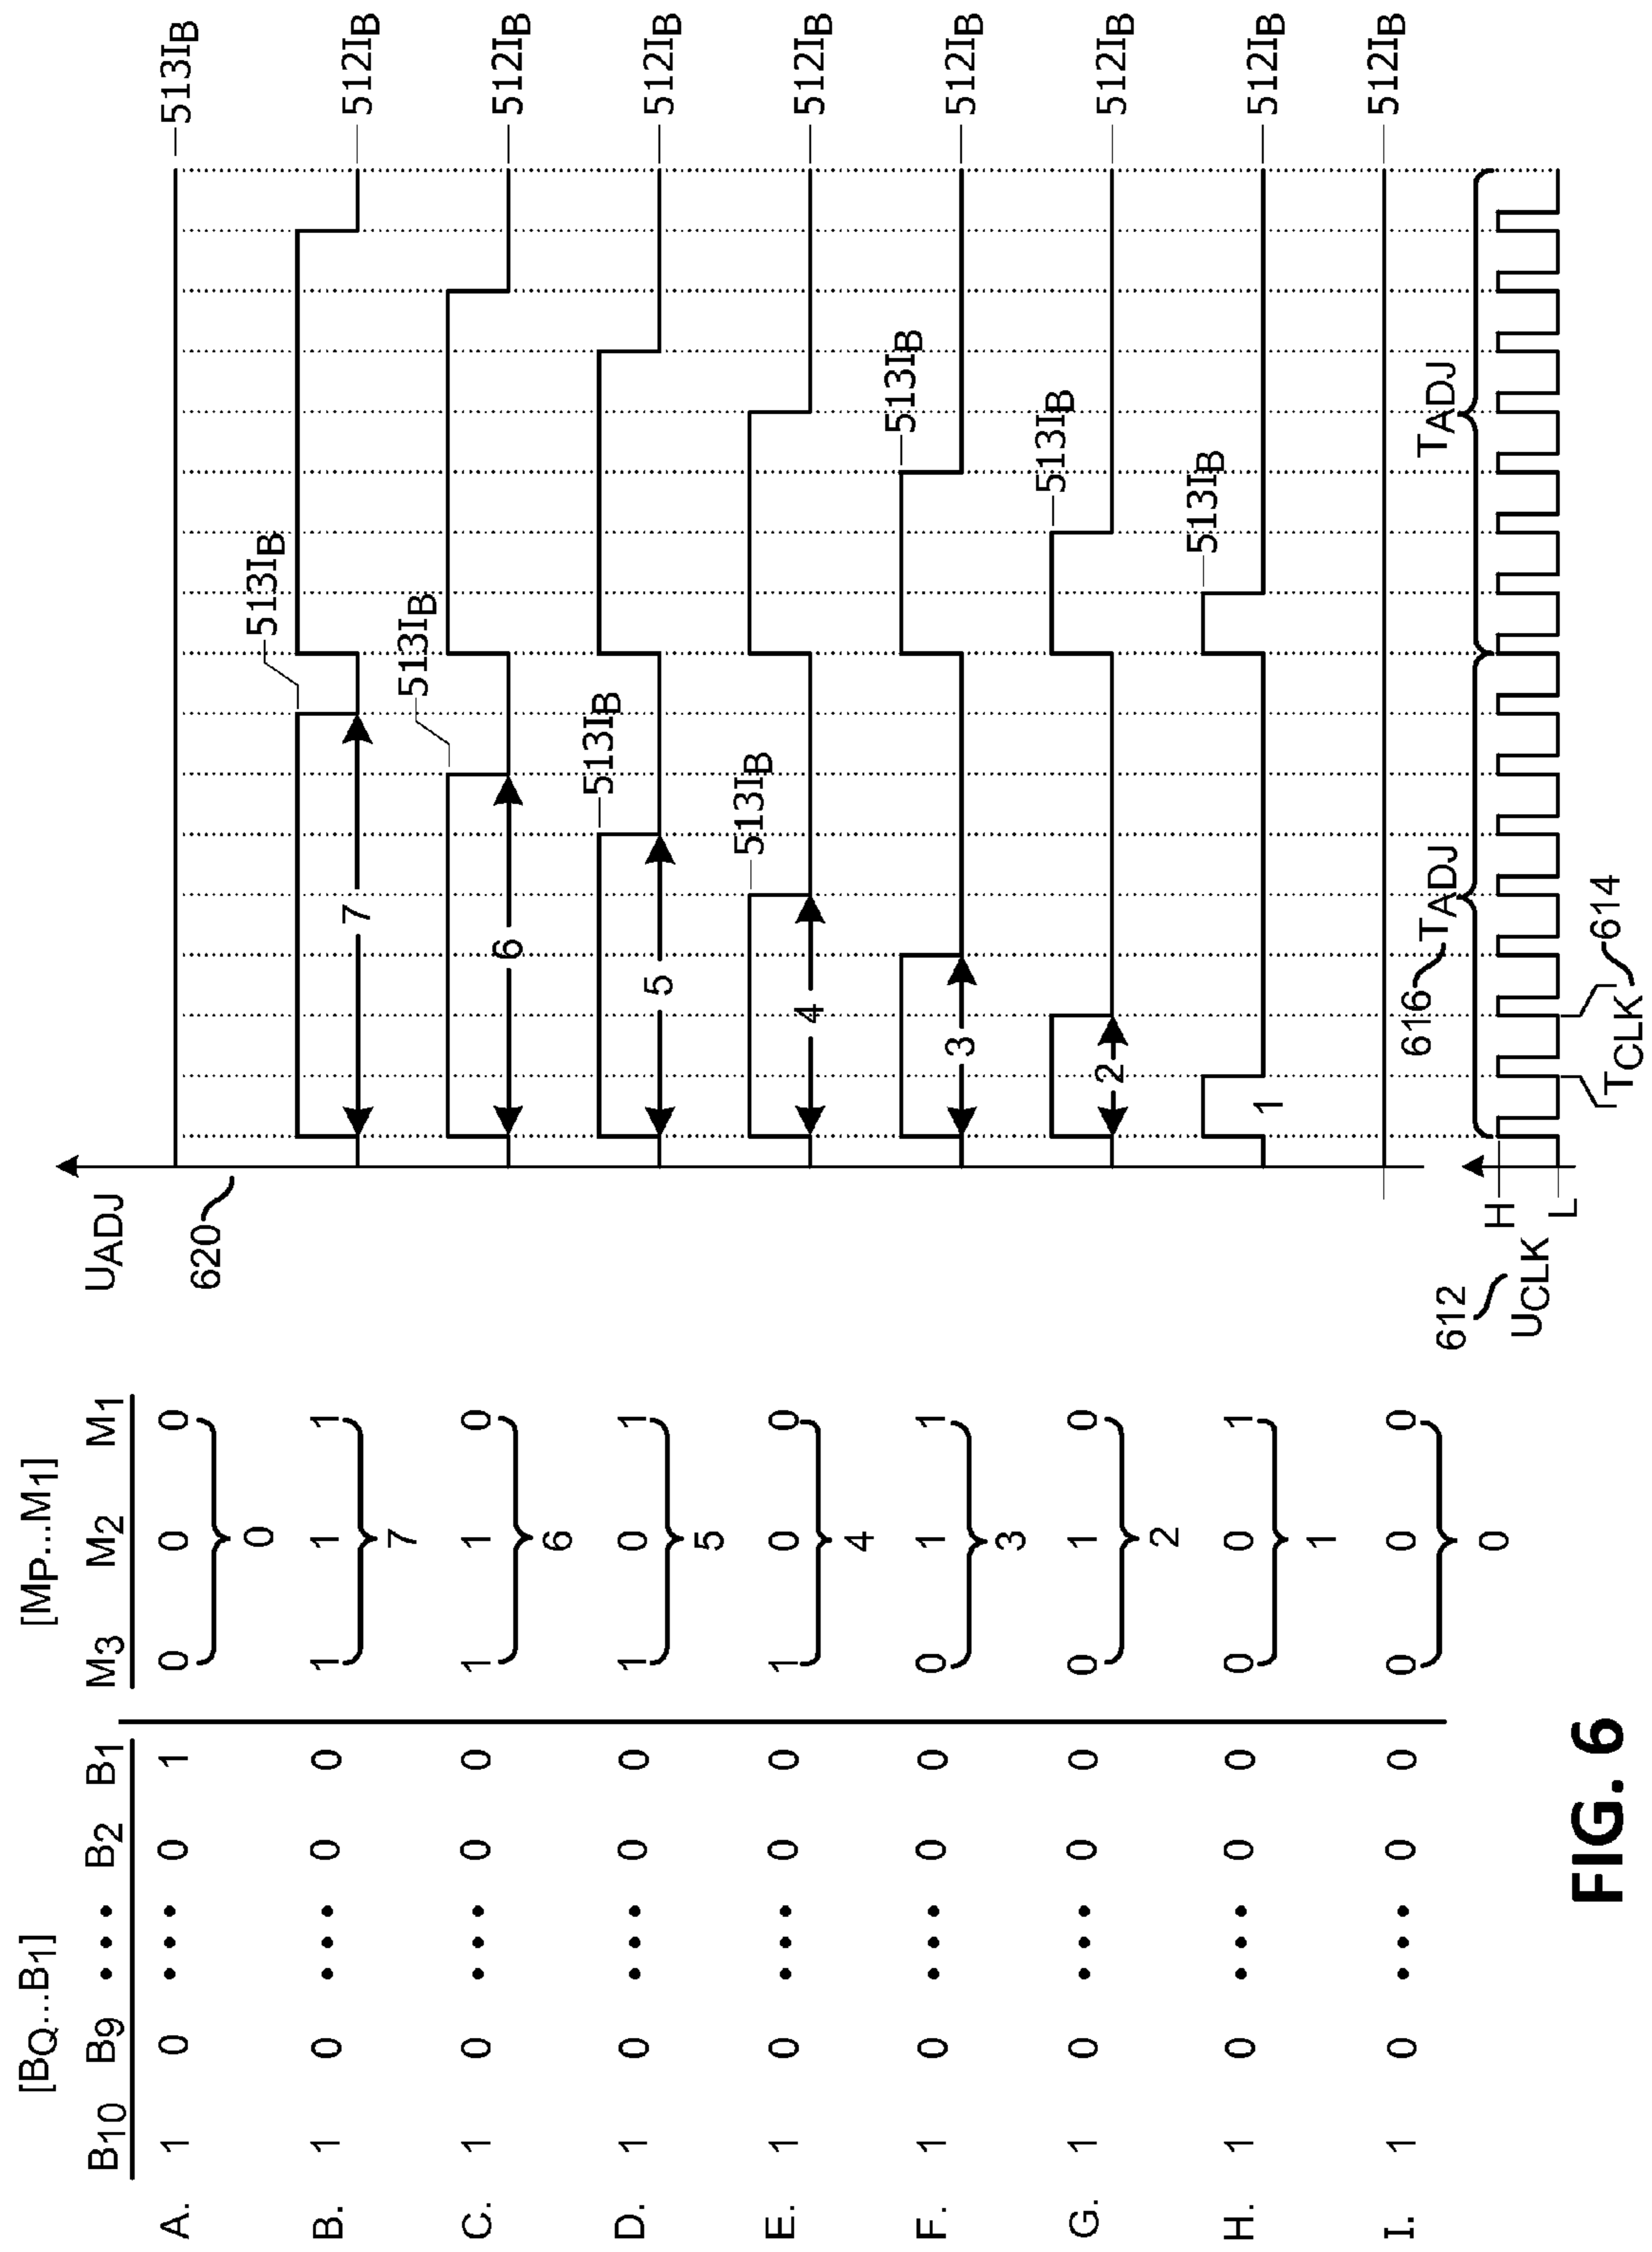 [BQ...B1] [MP...M1]
B10 B9 • • • B2 B1 M3 M2 M1 UADJ
620
A. 1 0 • • • 0 1 0 0 0 513IB
0
513IB
B. 1 0 • • • 0 0 1 1 1 7 512IB
7
513IB
C. 1 0 • • • 0 0 1 1 0 6 512IB
6
513IB
D. 1 0 • • • 0 0 1 0 1 5 512IB
5
513IB
E. 1 0 • • • 0 0 1 0 0 4 512IB
4
513IB
F. 1 0 • • • 0 0 0 1 1 3 512IB
3
513IB
G. 1 0 • • • 0 0 0 1 0 2 512IB
2
513IB
H. 1 0 • • • 0 0 0 0 1 1 512IB
1
I. 1 0 • • • 0 0 0 0 0 512IB
0
616 TADJ TADJ
612 H
UCLK L
TCLK 614
FIG. 6